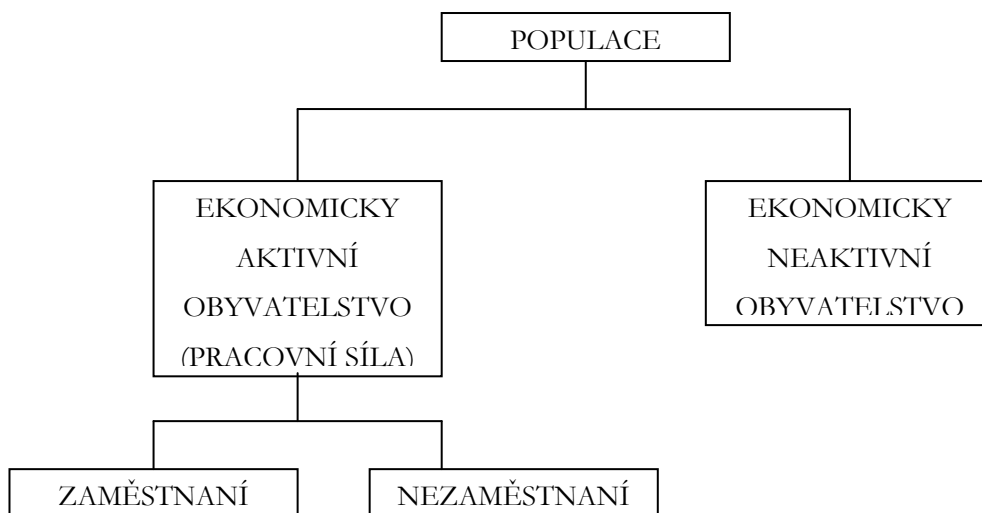 POPULACE
EKONOMICKY
AKTIVNÍ
OBYVATELSTVO
(PRACOVNÍ SÍLA)
EKONOMICKY
NEAKTIVNÍ
OBYVATELSTVO
ZAMĚSTNANÍ
NEZAMĚSTNANÍ